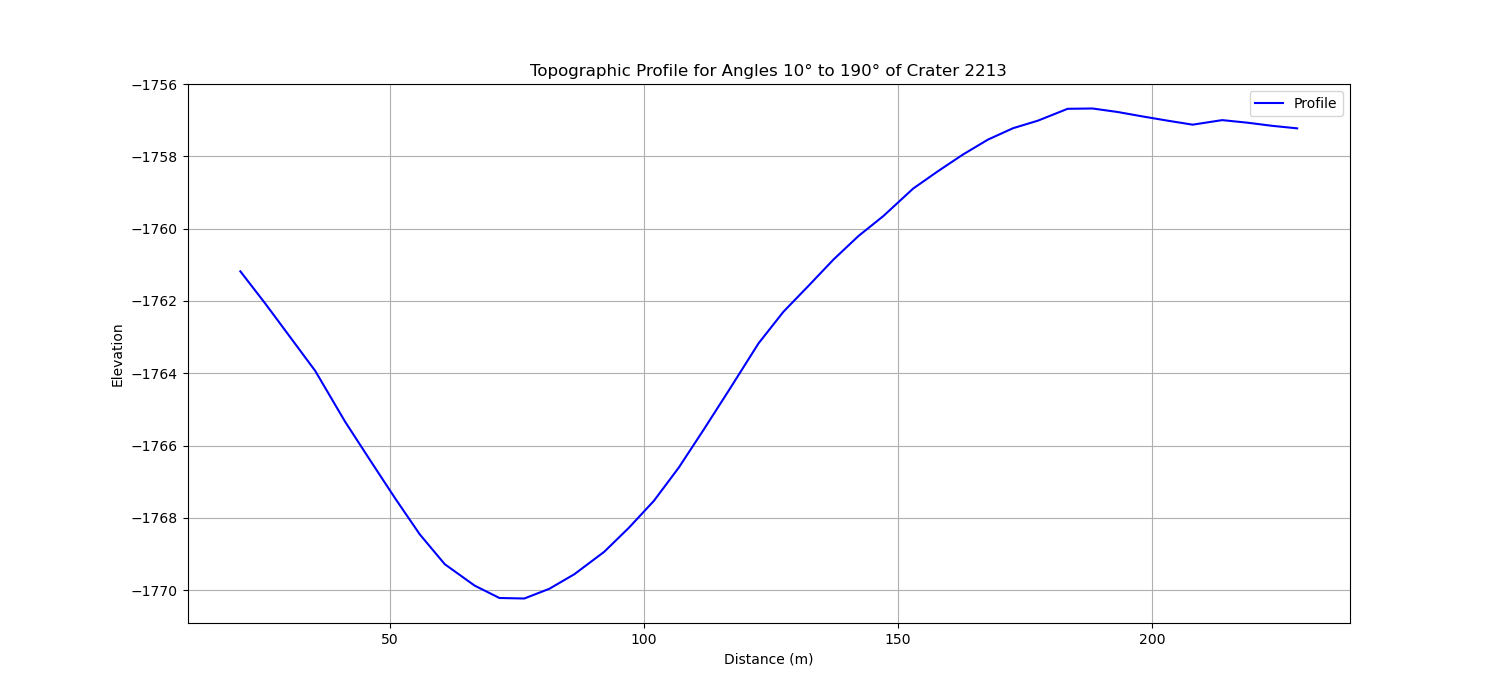 Topographic Profile for Angles 10° to 190° of Crater 2213
Profile
−1756
−1758
−1760
−1762
−1764
−1766
−1768
−1770
Elevation
50 100 150 200
Distance (m)